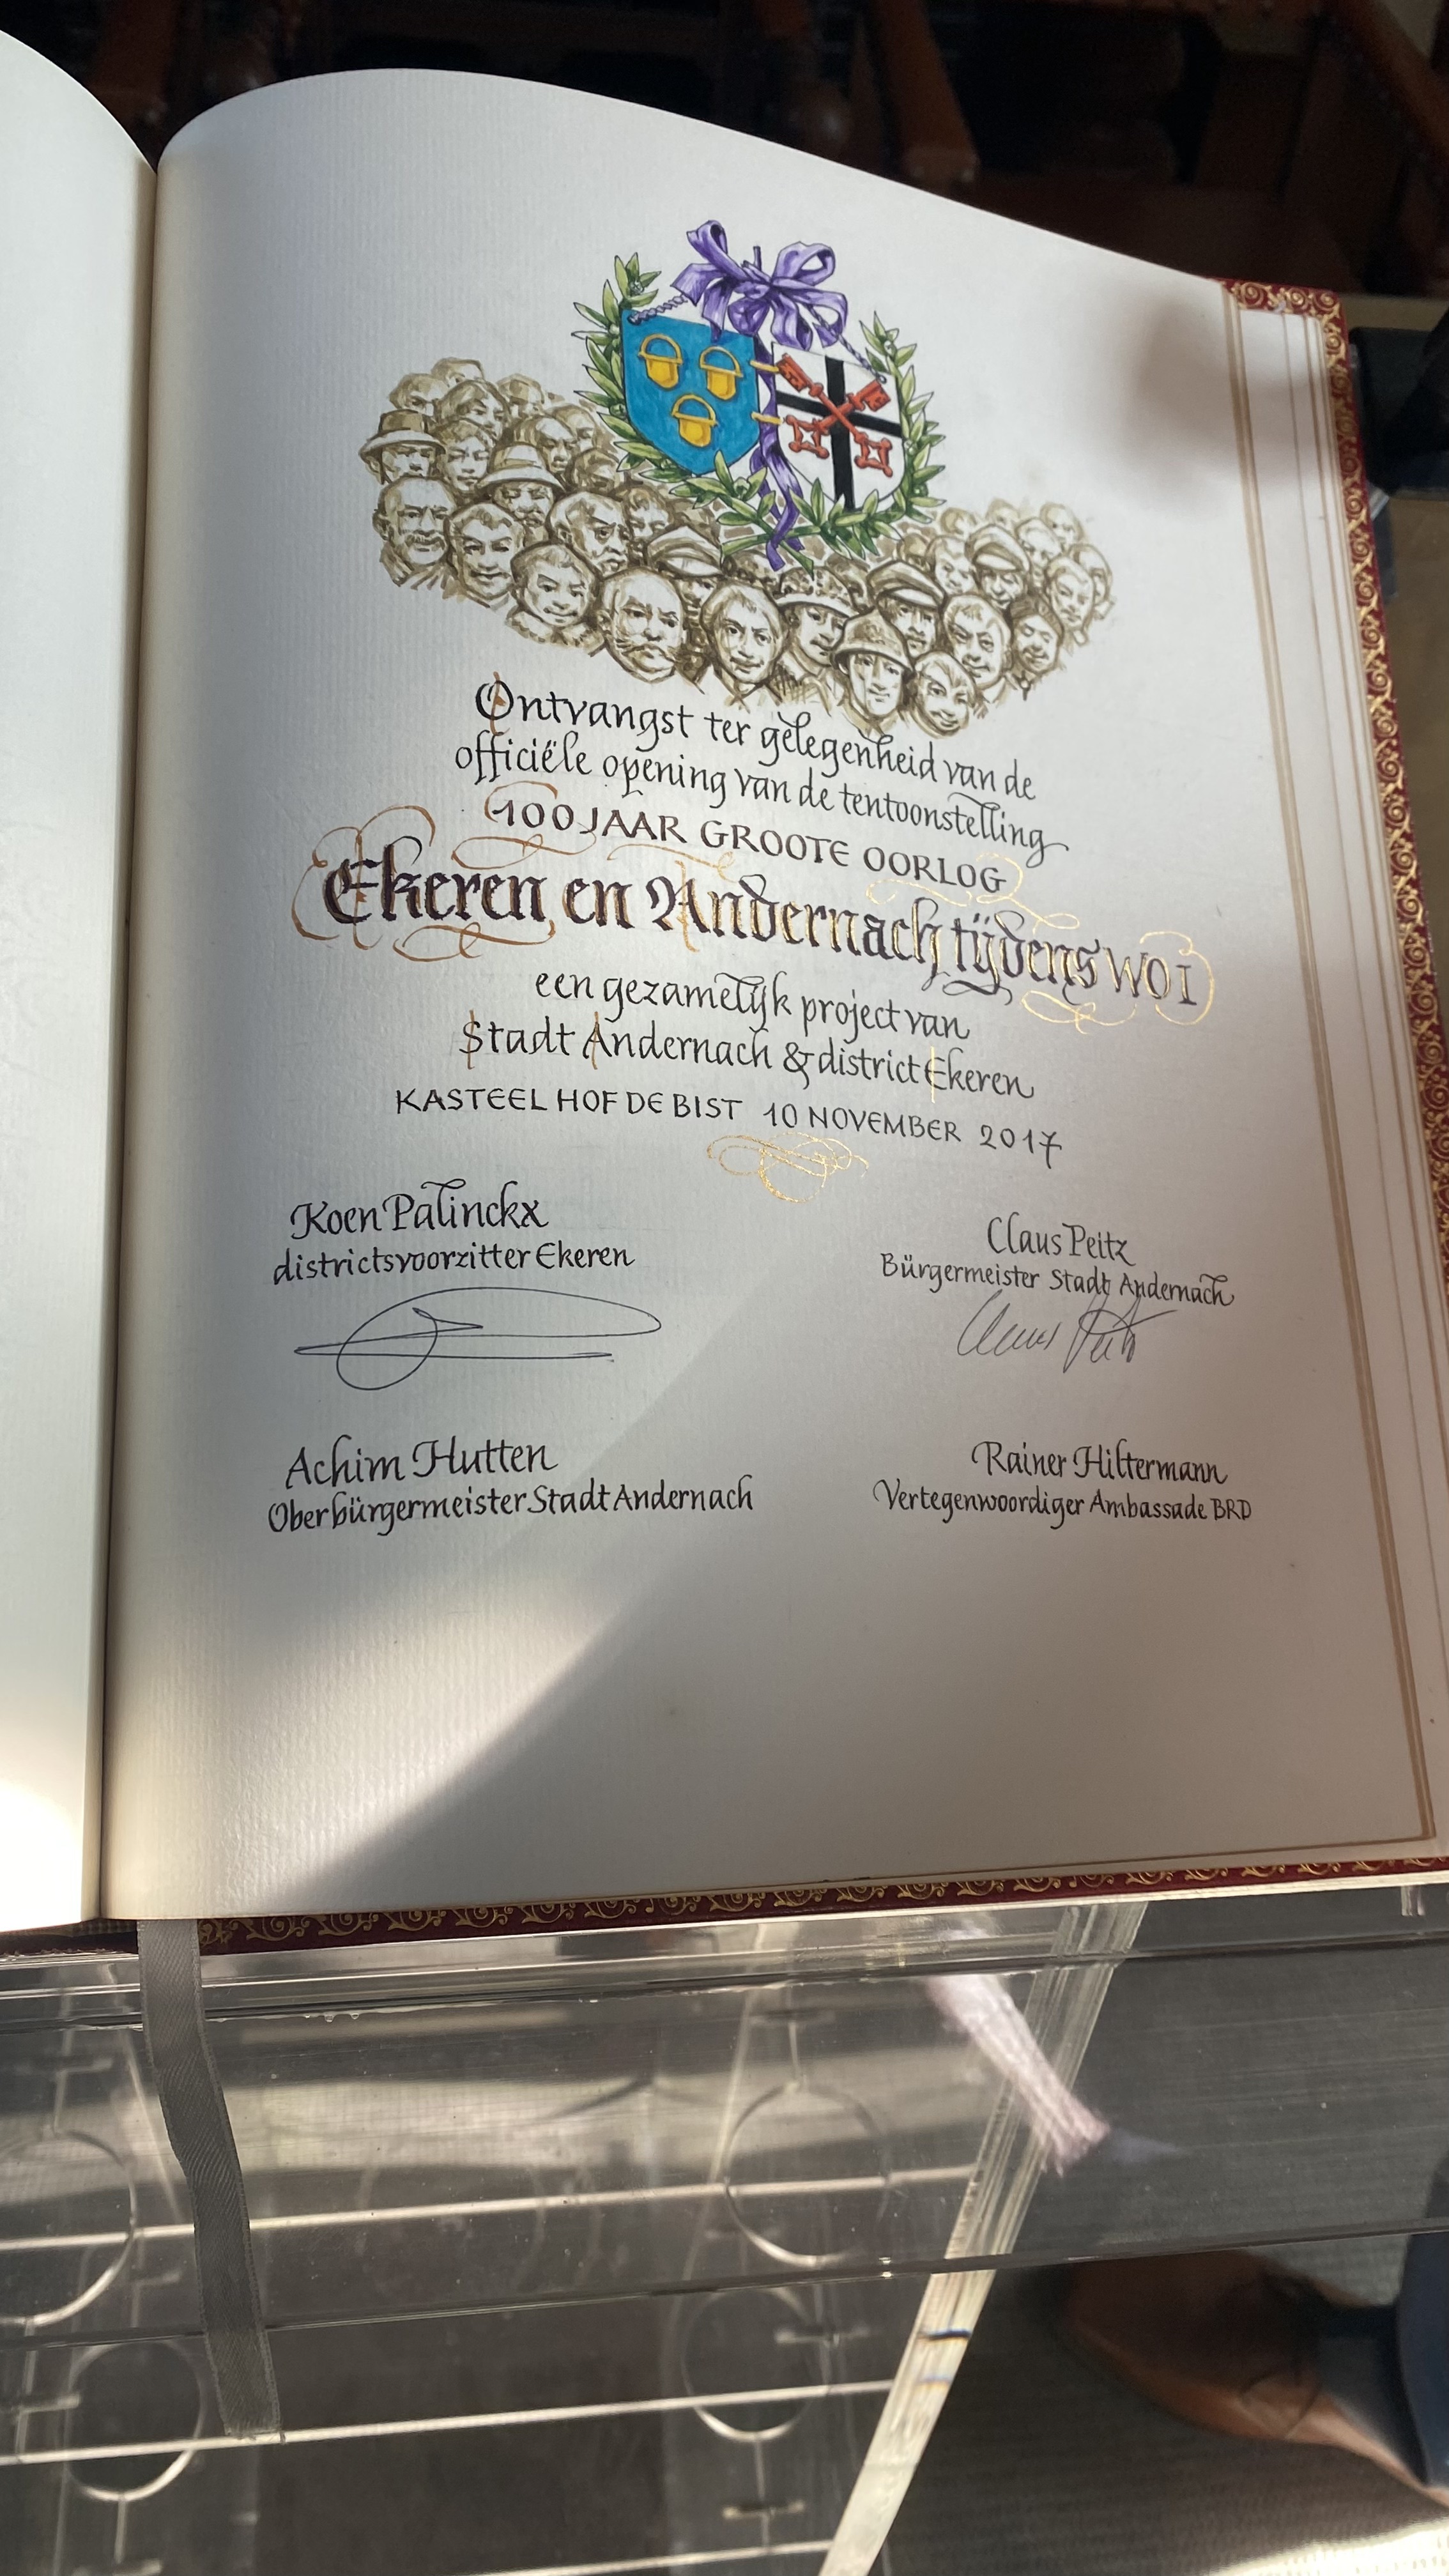 Ontvangst ter gelegenheid van de
officiële opening van de tentoonstelling
100 JAAR GROOTE OORLOG
Ekeren en Andernach tijdens WO I
een gezamelijk project van
Stadt Andernach & district Ekeren
KASTEEL HOF DE BIST 10 NOVEMBER 2017
Koen Palinckx
districtsvoorzitter Ekeren
Claus Peitz
Bürgermeister Stadt Andernach
Claus Peitz
Achim Hutten
Oberbürgermeister Stadt Andernach
Rainer Hiltermann
Vertegenwoordiger Ambassade BRD